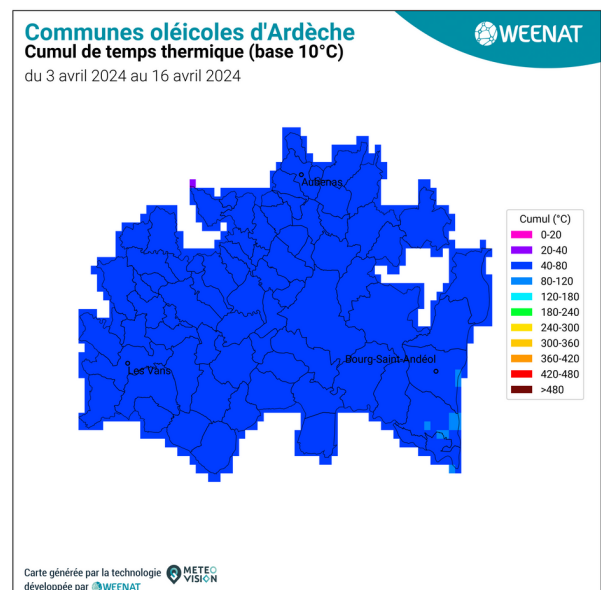 Communes oléicoles d'Ardèche
Cumul de temps thermique (base 10°C)
du 3 avril 2024 au 16 avril 2024
WEENAT
Aubenas
Cumul (°C)
0-20
20-40
40-80
80-120
120-180
180-240
240-300
300-360
360-420
420-480
>480
Bourg-Saint-Andéol
Les Vans
Carte générée par la technologie METEO VISION
développée par WEENAT